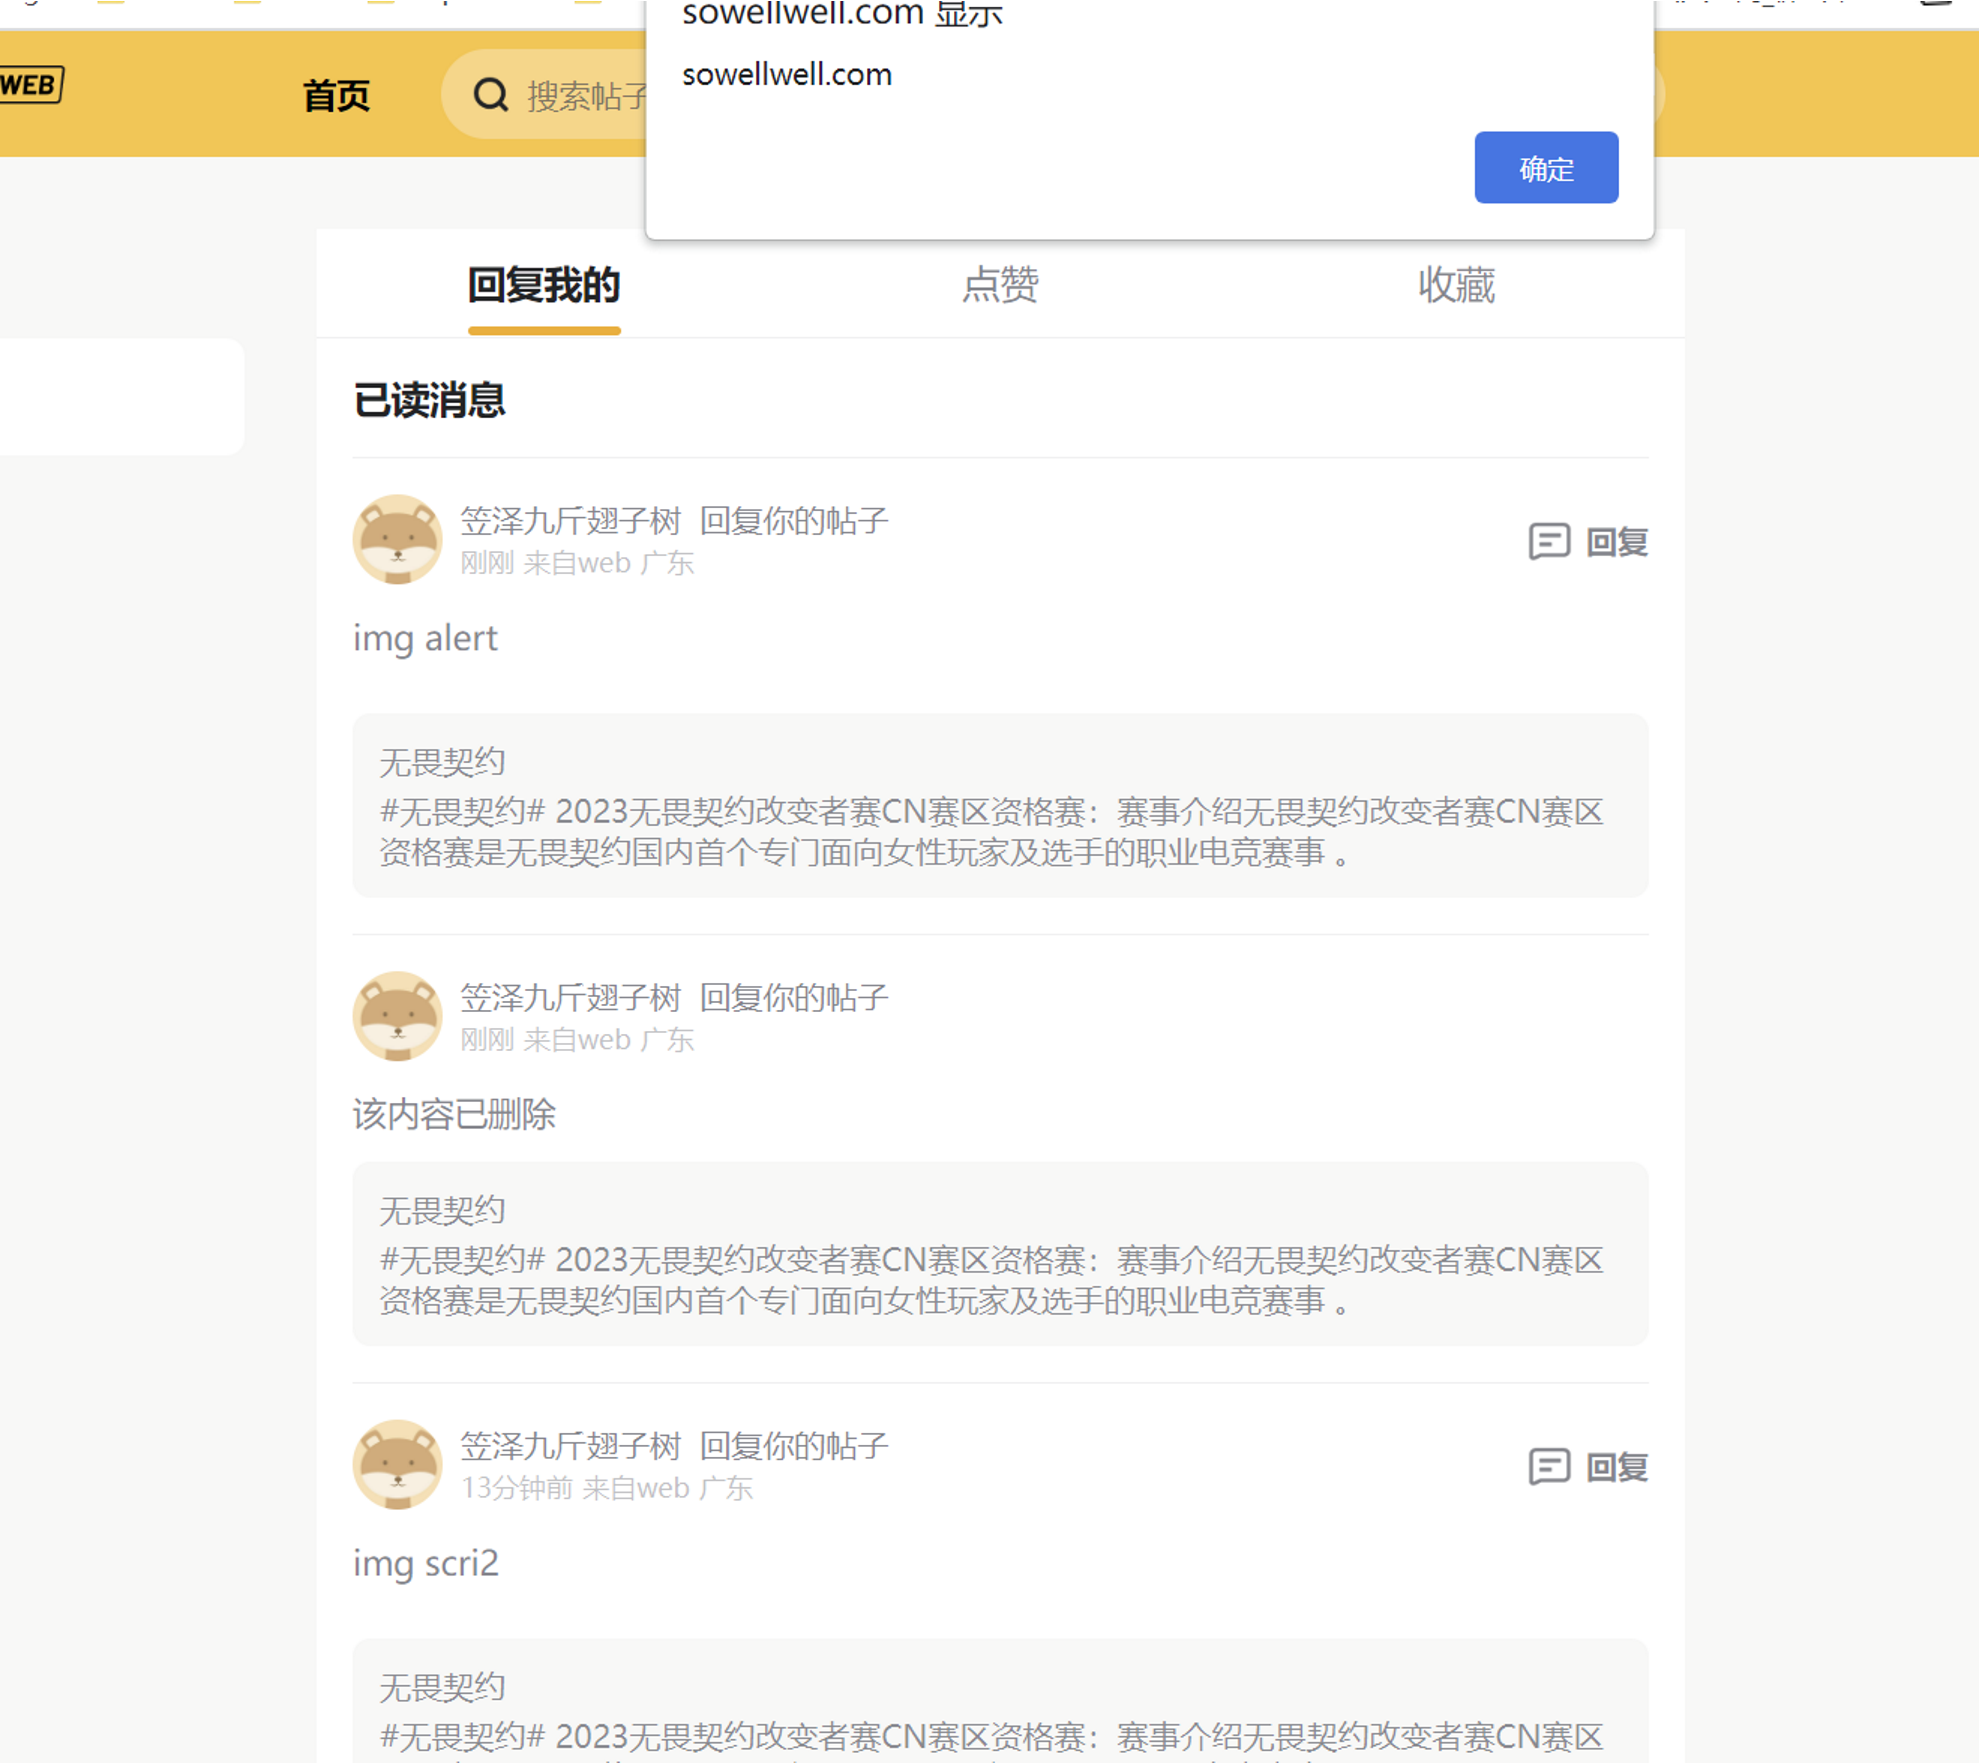 sowellwell.com 显示
sowellwell.com
确定
WEB
首页
搜索帖子
回复我的
点赞
收藏
已读消息
笠泽九斤翅子树 回复你的帖子
刚刚 来自web 广东
回复
img alert
无畏契约
#无畏契约# 2023无畏契约改变者赛CN赛区资格赛：赛事介绍无畏契约改变者赛CN赛区
资格赛是无畏契约国内首个专门面向女性玩家及选手的职业电竞赛事 。
笠泽九斤翅子树 回复你的帖子
刚刚 来自web 广东
该内容已删除
无畏契约
#无畏契约# 2023无畏契约改变者赛CN赛区资格赛：赛事介绍无畏契约改变者赛CN赛区
资格赛是无畏契约国内首个专门面向女性玩家及选手的职业电竞赛事 。
笠泽九斤翅子树 回复你的帖子
13分钟前 来自web 广东
回复
img scri2
无畏契约
#无畏契约# 2023无畏契约改变者赛CN赛区资格赛：赛事介绍无畏契约改变者赛CN赛区